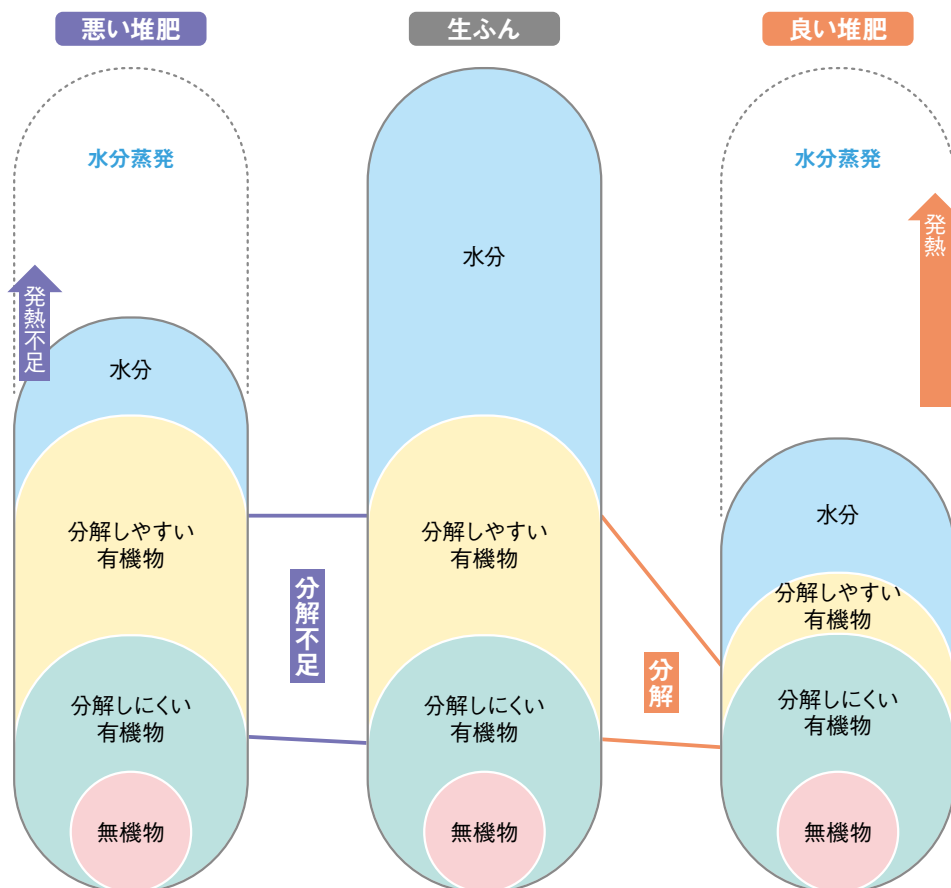 悪い堆肥
生ふん
良い堆肥
水分蒸発
発熱不足
水分
分解しやすい
有機物
分解しにくい
有機物
無機物
分解不足
水分
分解しやすい
有機物
分解しにくい
有機物
無機物
分解
水分蒸発
発熱
水分
分解しやすい
有機物
分解しにくい
有機物
無機物